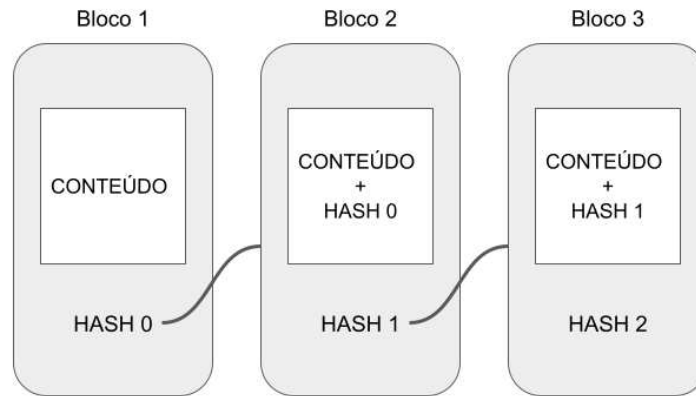 Bloco 1
Bloco 2
Bloco 3
CONTEÚDO
CONTEÚDO
+
HASH 0
CONTEÚDO
+
HASH 1
HASH 0
HASH 1
HASH 2